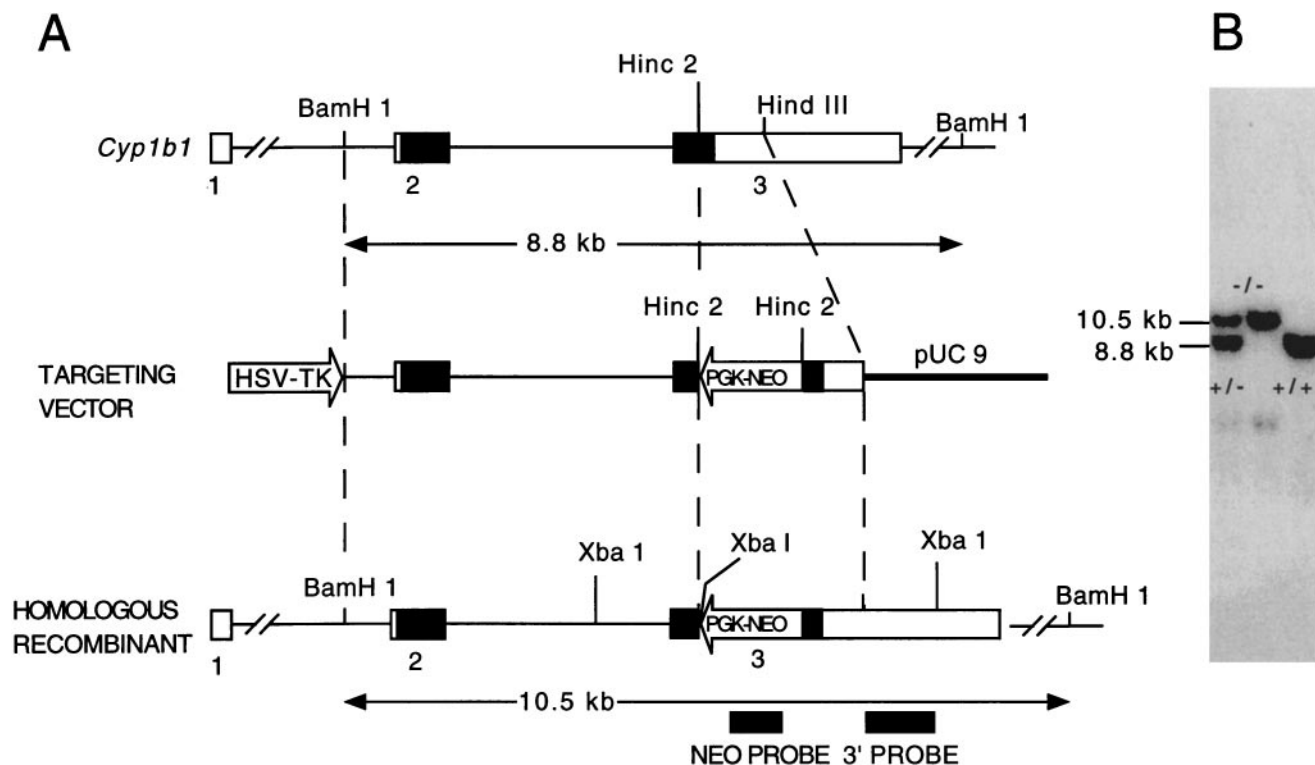 A
B
Hinc 2
Hind III
BamH 1
BamH 1
Cyp1b1
1
2
3
8.8 kb
Hinc 2
Hinc 2
TARGETING
VECTOR
HSV-TK
PGK-NEO
pUC 9
Xba 1
Xba I
Xba 1
BamH 1
BamH 1
HOMOLOGOUS
RECOMBINANT
PGK-NEO
1
2
3
10.5 kb
NEO PROBE
3' PROBE
-/-
10.5 kb
8.8 kb
+/-
+/+